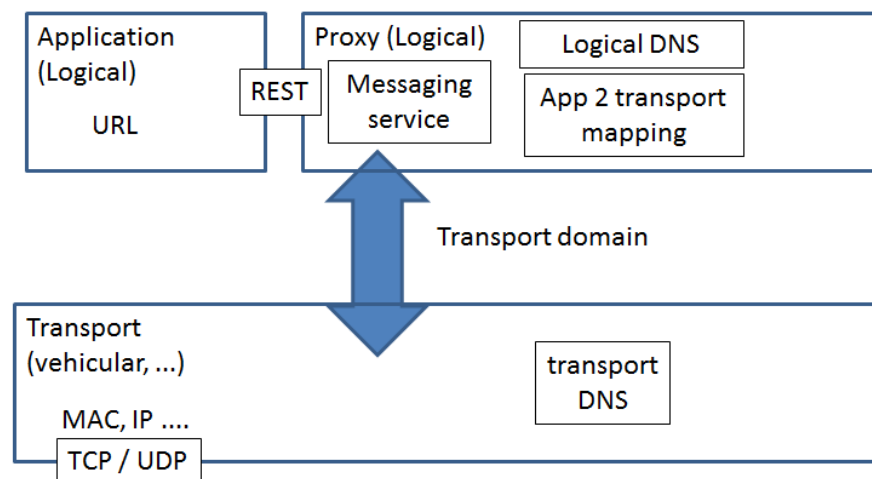 Application
(Logical)
URL
REST
Proxy (Logical)
Messaging
service
Logical DNS
App 2 transport
mapping
Transport domain
Transport
(vehicular, ...)
MAC, IP ....
TCP / UDP
transport
DNS